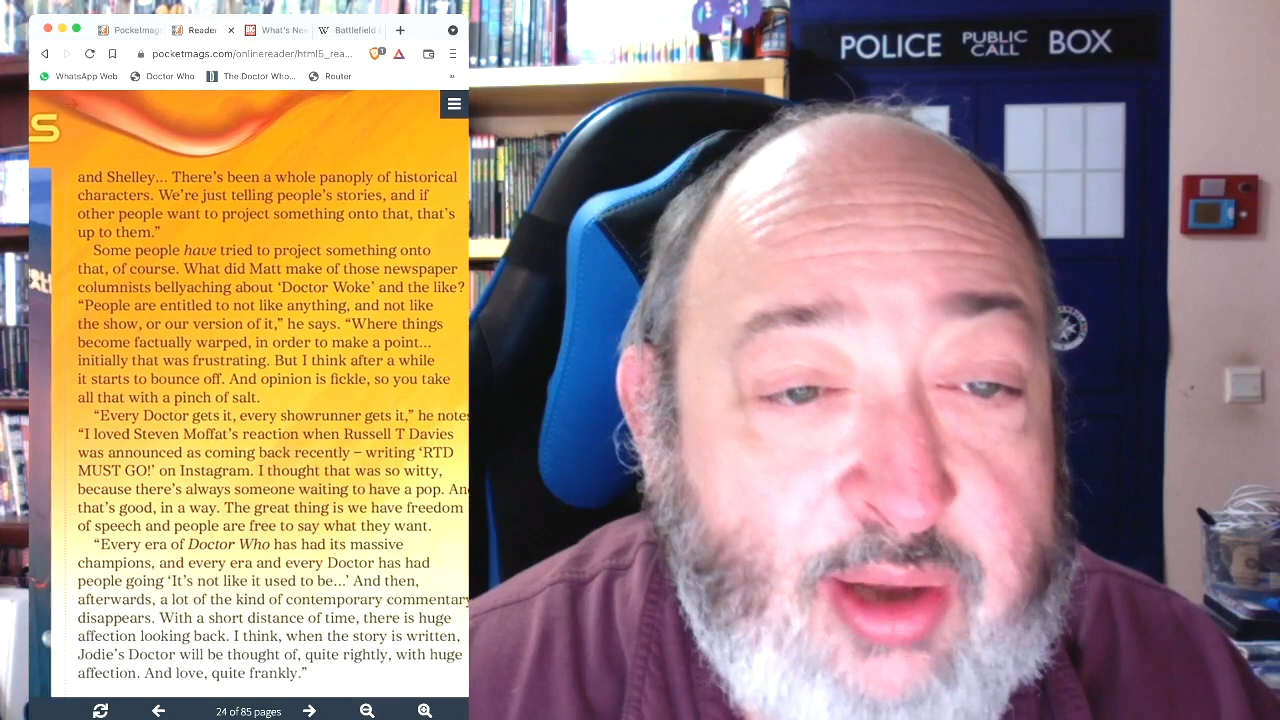 Pocketmags
Reader
What's Ne
Battlefield
pocketmags.com/onlinereader/html5_rea...
WhatsApp Web
Doctor Who
The Doctor Who...
Router
»
S
and Shelley... There's been a whole panoply of historical
characters. We're just telling people's stories, and if
other people want to project something onto that, that's
up to them.”
Some people have tried to project something onto
that, of course. What did Matt make of those newspaper
columnists bellyaching about ‘Doctor Woke’ and the like?
“People are entitled to not like anything, and not like
the show, or our version of it,” he says. “Where things
become factually warped, in order to make a point...
initially that was frustrating. But I think after a while
it starts to bounce off. And opinion is fickle, so you take
all that with a pinch of salt.
“Every Doctor gets it, every showrunner gets it,” he notes
“I loved Steven Moffat's reaction when Russell T Davies
was announced as coming back recently – writing ‘RTD
MUST GO!’ on Instagram. I thought that was so witty,
because there's always someone waiting to have a pop. An
that's good, in a way. The great thing is we have freedom
of speech and people are free to say what they want.
“Every era of Doctor Who has had its massive
champions, and every era and every Doctor has had
people going ‘It's not like it used to be...’ And then,
afterwards, a lot of the kind of contemporary commentary
disappears. With a short distance of time, there is huge
affection looking back. I think, when the story is written,
Jodie's Doctor will be thought of, quite rightly, with huge
affection. And love, quite frankly.”
24 of 85 pages
POLICE PUBLIC CALL BOX